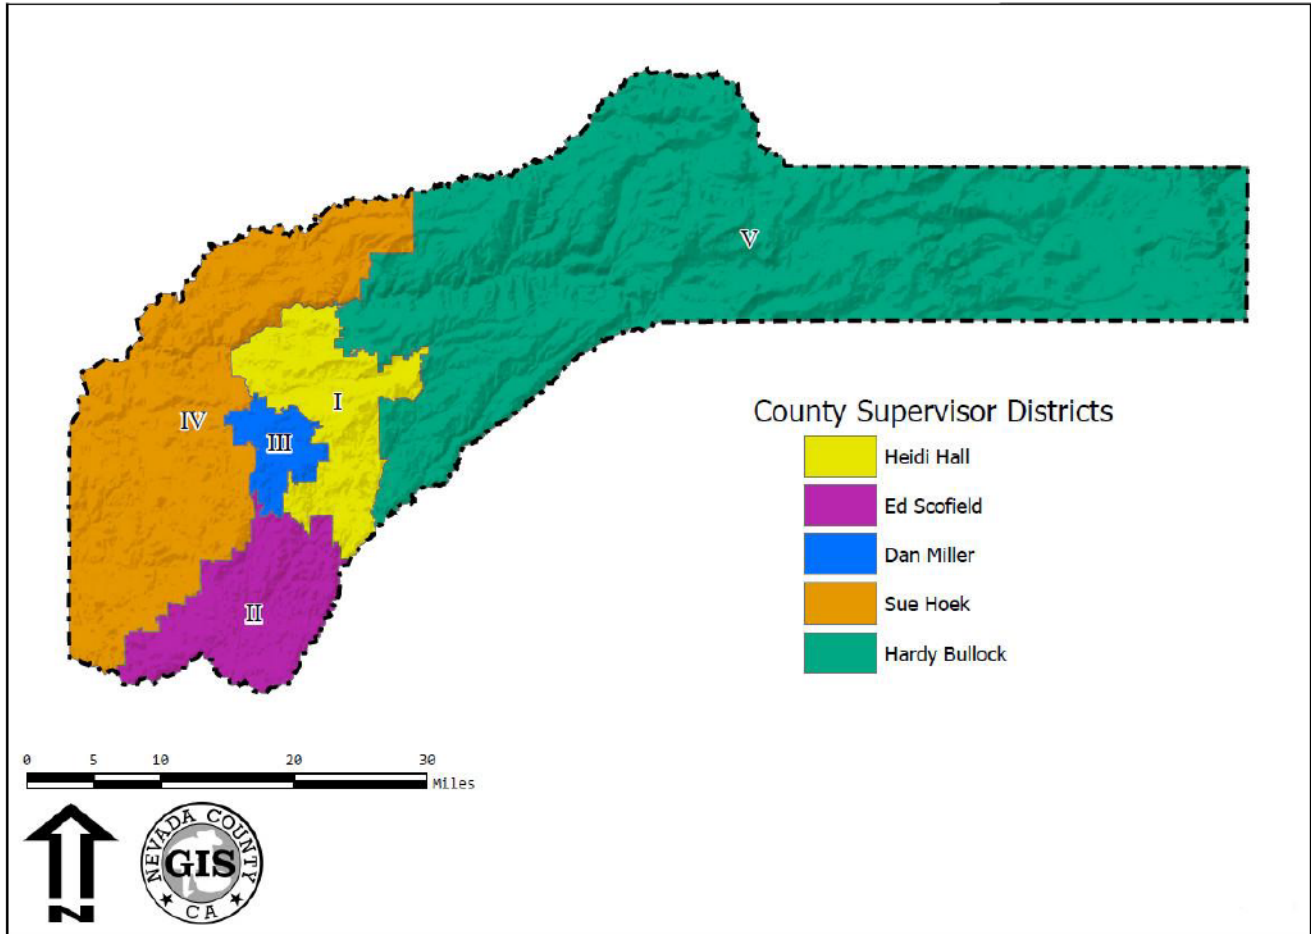 V
I
IV
III
II
County Supervisor Districts
Heidi Hall
Ed Scofield
Dan Miller
Sue Hoek
Hardy Bullock
0 5 10 20 30
Miles
N
NEVADA COUNTY
GIS
CA